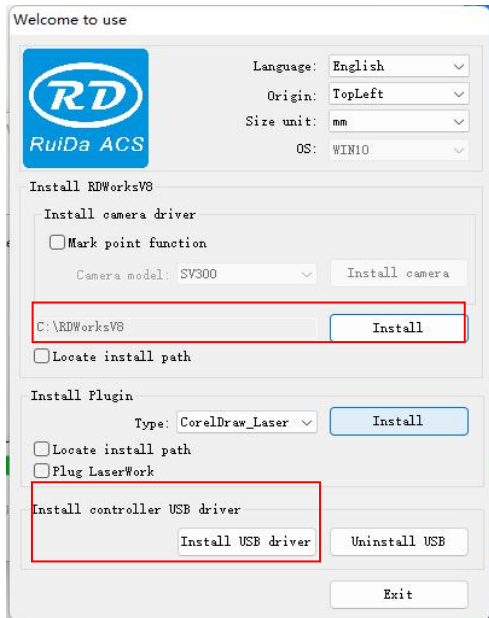 Welcome to use
RD
RuiDa ACS
Language: English
Origin: TopLeft
Size unit: mm
OS: WIN10
Install RDWorksV8
Install camera driver
Mark point function
Camera model: SV300 Install camera
C:\RDWorksV8 Install
Locate install path
Install Plugin
Type: CorelDraw_Laser Install
Locate install path
Plug LaserWork
Install controller USB driver
Install USB driver Uninstall USB
Exit